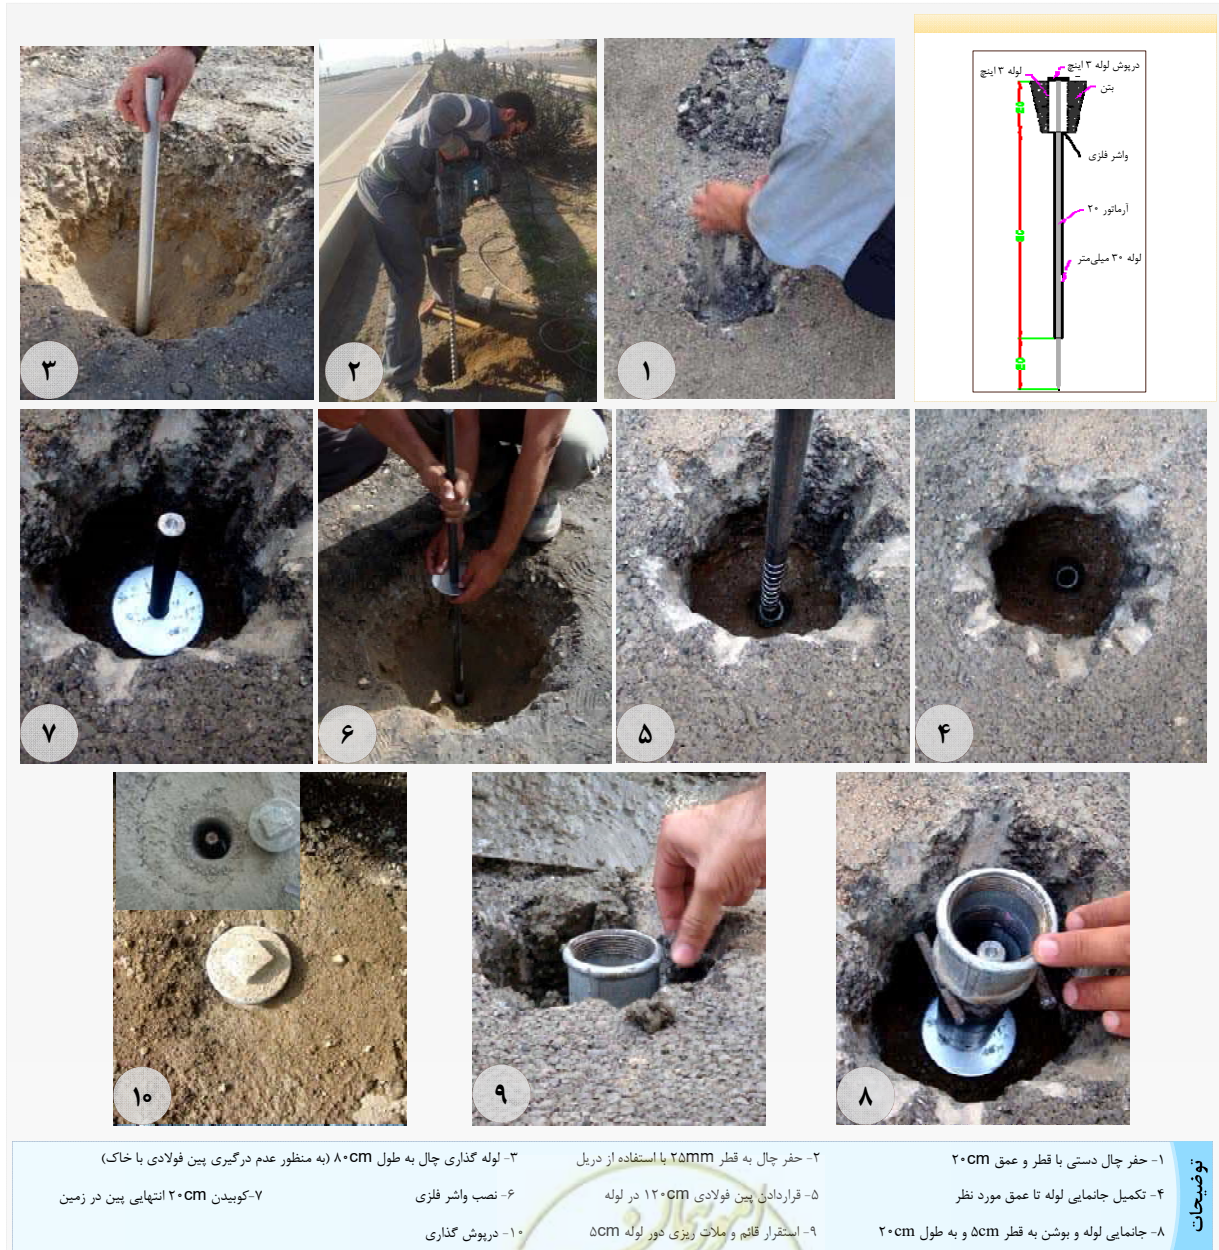 درپوش لوله ۳ اینچ
لوله ۳ اینچ
بتن
واشر فلزی
آرماتور ۲۰
لوله ۳۰ میلی‌متر
۱
۲
۳
۴
۵
۶
۷
۸
۹
۱۰
توضیحات
۱- حفر چال دستی با قطر و عمق ۲۰cm
۲- حفر چال به قطر ۲۵mm با استفاده از دریل
۳- لوله گذاری چال به طول ۸۰cm (به منظور عدم درگیری پین فولادی با خاک)
۴- تکمیل جانمایی لوله تا عمق مورد نظر
۵- قراردادن پین فولادی ۱۲۰cm در لوله
۶- نصب واشر فلزی
۷-کوبیدن ۲۰cm انتهایی پین در زمین
۸- جانمایی لوله و بوشن به قطر ۵cm و به طول ۲۰cm
۹- استقرار قائم و ملات ریزی دور لوله ۵cm
۱۰- درپوش گذاری